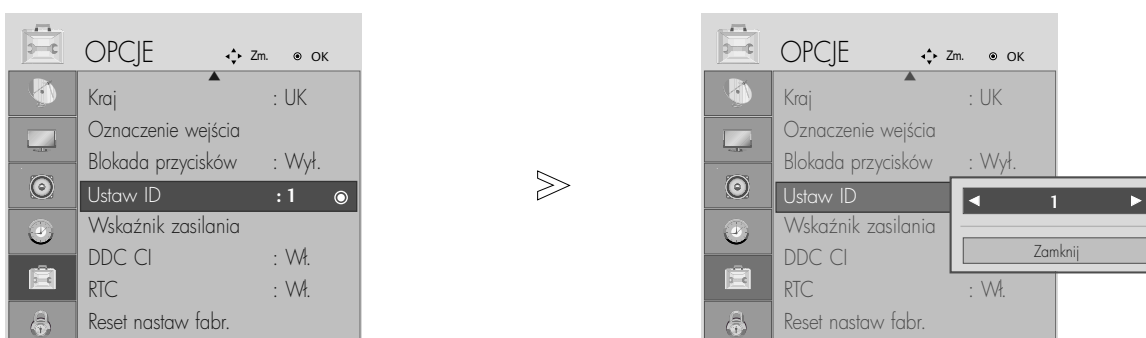 OPCJE Zm. OK
Kraj : UK
Oznaczenie wejścia
Blokada przycisków : Wył.
Ustaw ID : 1
Wskaźnik zasilania
DDC CI : Wł.
RTC : Wł.
Reset nastaw fabr.
OPCJE Zm. OK
Kraj : UK
Oznaczenie wejścia
Blokada przycisków : Wył.
Ustaw ID
1
Wskaźnik zasilania
DDC CI
Zamknij
RTC : Wł.
Reset nastaw fabr.